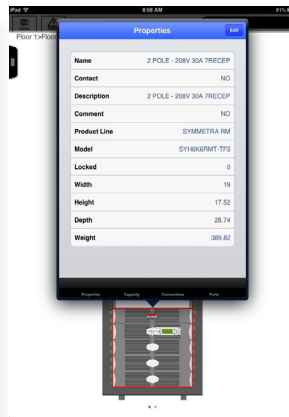 iPad 8:58 AM 91%
Floor 1>Floor
Properties Edit
Name 2 POLE - 208V 30A 7RECEP
Contact NO
Description 2 POLE - 208V 30A 7RECEP
Comment NO
Product Line SYMMETRA RM
Model SYH6K6RMT-TF3
Locked 0
Width 19
Height 17.52
Depth 28.74
Weight 389.82
Properties Capacity Connections Ports